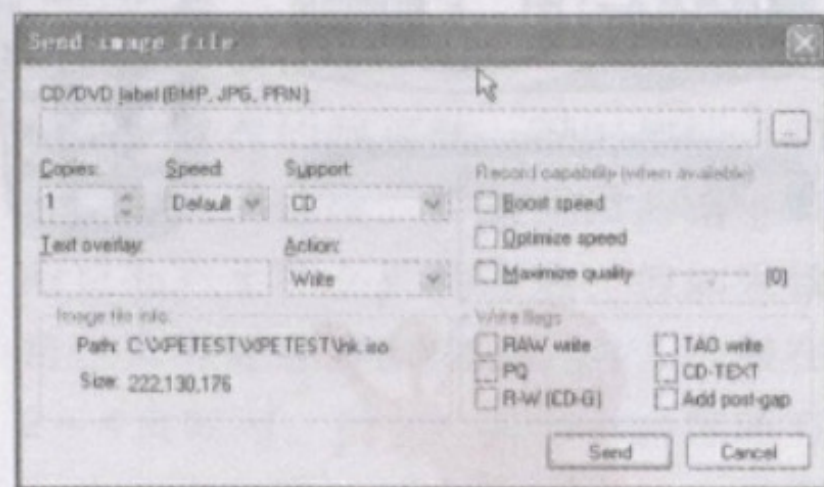 Send image file
CD/DVD label (BMP, JPG, PRN):
...
Copies: Speed: Support:
1 Default CD
Text overlay: Action:
Write
Record capability (when available)
Boost speed
Optimize speed
Maximize quality (0)
Image file info:
Path: C:\XPETEST\XPETEST\hk.iso
Size: 222,130,176
Write flags
RAW write TAO write
PQ CD-TEXT
R-W (CD-G) Add post-gap
Send Cancel